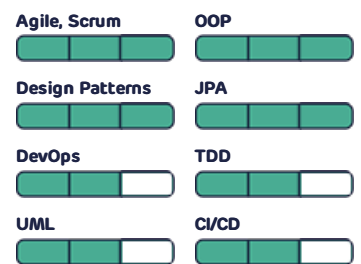 Agile, Scrum
OOP
Design Patterns
JPA
DevOps
TDD
UML
CI/CD